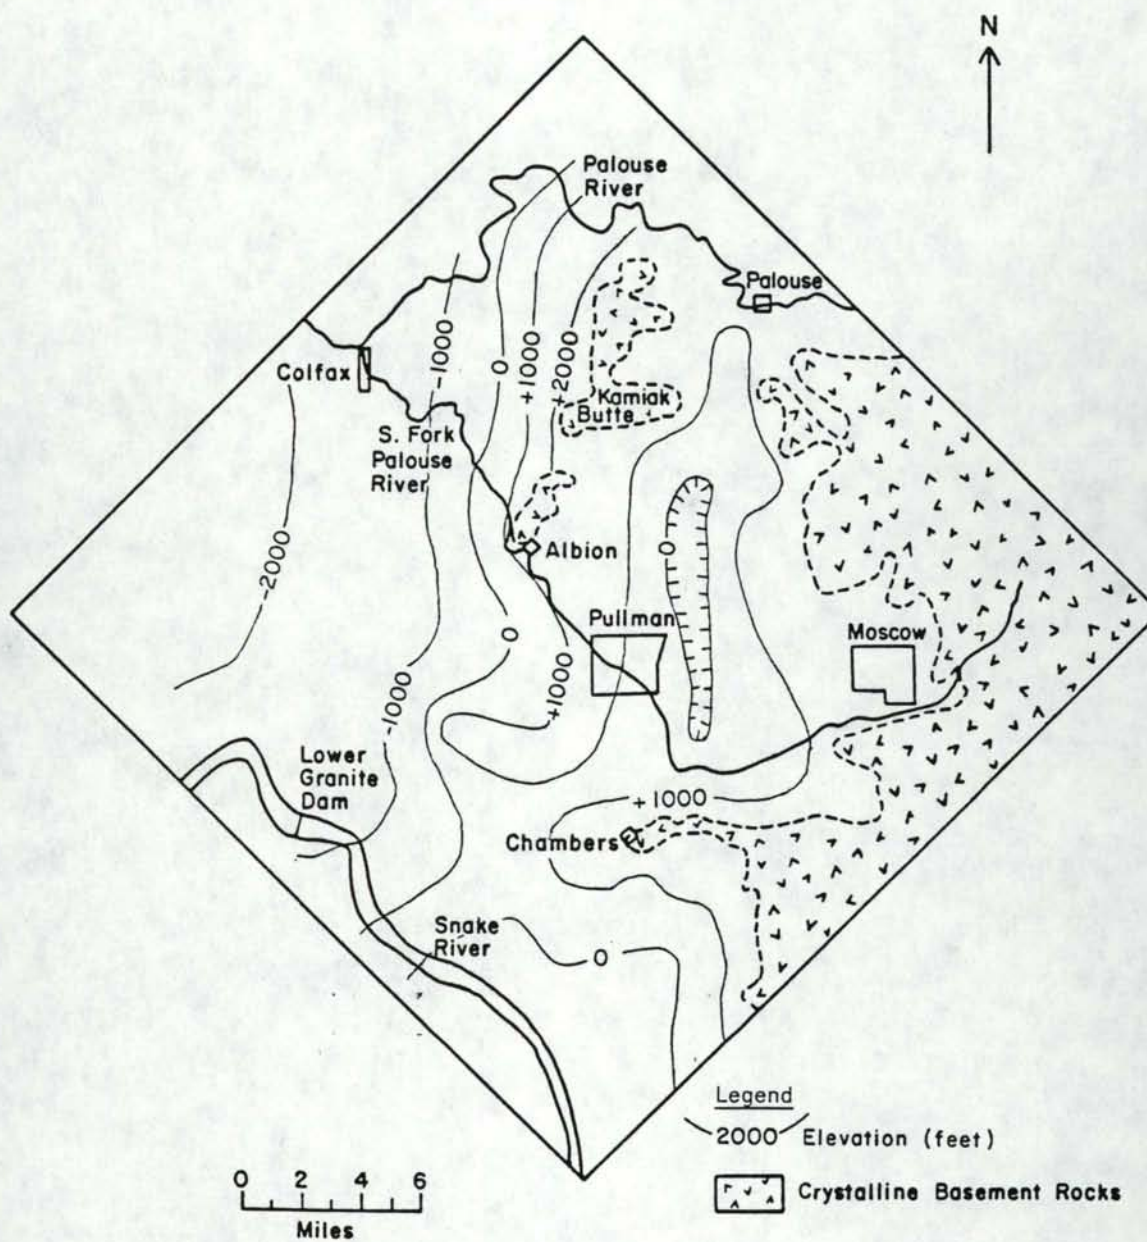 N
Palouse
River
Palouse
-1000
0
+1000
+2000
Colfax
Kamiak
Butte
S. Fork
Palouse
River
-2000
0
Albion
Pullman
Moscow
0
+1000
-1000
Lower
Granite
Dam
+1000
Chambers
Snake
River
0
Legend
2000 Elevation (feet)
0 2 4 6
Miles
Crystalline Basement Rocks